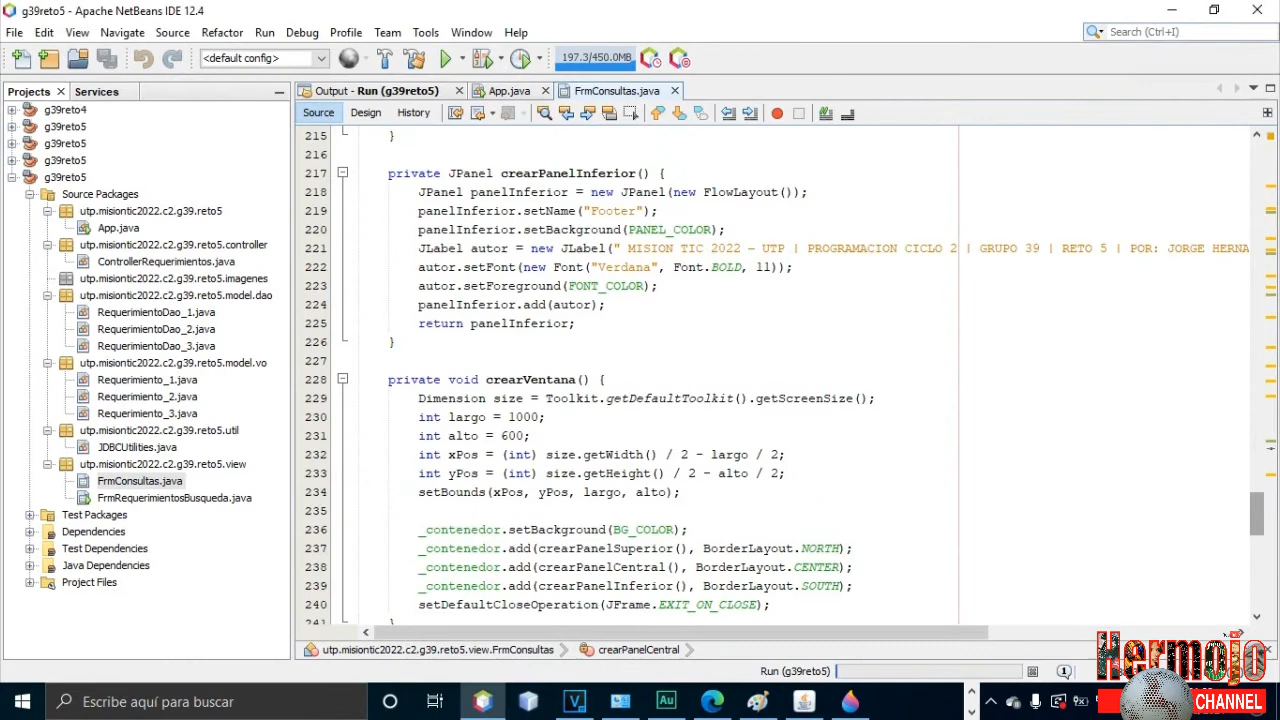 g39reto5 - Apache NetBeans IDE 12.4
File Edit View Navigate Source Refactor Run Debug Profile Team Tools Window Help
Search (Ctrl+I)
<default config>
197.3/450.0MB
Projects
Services
Output - Run (g39reto5)
App.java
FrmConsultas.java
Source
Design
History
g39reto4
g39reto5
g39reto5
g39reto5
g39reto5
Source Packages
utp.misiontic2022.c2.g39.reto5
App.java
utp.misiontic2022.c2.g39.reto5.controller
ControllerRequerimientos.java
utp.misiontic2022.c2.g39.reto5.imagenes
utp.misiontic2022.c2.g39.reto5.model.dao
RequerimientoDao_1.java
RequerimientoDao_2.java
RequerimientoDao_3.java
utp.misiontic2022.c2.g39.reto5.model.vo
Requerimiento_1.java
Requerimiento_2.java
Requerimiento_3.java
utp.misiontic2022.c2.g39.reto5.util
JDBCUtilities.java
utp.misiontic2022.c2.g39.reto5.view
FrmConsultas.java
FrmRequerimientosBusqueda.java
Test Packages
Dependencies
Test Dependencies
Java Dependencies
Project Files
215 }
216
217 private JPanel crearPanelInferior() {
218 JPanel panelInferior = new JPanel(new FlowLayout());
219 panelInferior.setName("Footer");
220 panelInferior.setBackground(PANEL_COLOR);
221 JLabel autor = new JLabel(" MISION TIC 2022 - UTP | PROGRAMACION CICLO 2 | GRUPO 39 | RETO 5 | POR: JORGE HERNA
222 autor.setFont(new Font("Verdana", Font.BOLD, 11));
223 autor.setForeground(FONT_COLOR);
224 panelInferior.add(autor);
225 return panelInferior;
226 }
227
228 private void crearVentana() {
229 Dimension size = Toolkit.getDefaultToolkit().getScreenSize();
230 int largo = 1000;
231 int alto = 600;
232 int xPos = (int) size.getWidth() / 2 - largo / 2;
233 int yPos = (int) size.getHeight() / 2 - alto / 2;
234 setBounds(xPos, yPos, largo, alto);
235
236 _contenedor.setBackground(BG_COLOR);
237 _contenedor.add(crearPanelSuperior(), BorderLayout.NORTH);
238 _contenedor.add(crearPanelCentral(), BorderLayout.CENTER);
239 _contenedor.add(crearPanelInferior(), BorderLayout.SOUTH);
240 setDefaultCloseOperation(JFrame.EXIT_ON_CLOSE);
241 }
utp.misiontic2022.c2.g39.reto5.view.FrmConsultas
crearPanelCentral
Run (g39reto5)
1
Hermojo
CHANNEL
Escribe aquí para buscar